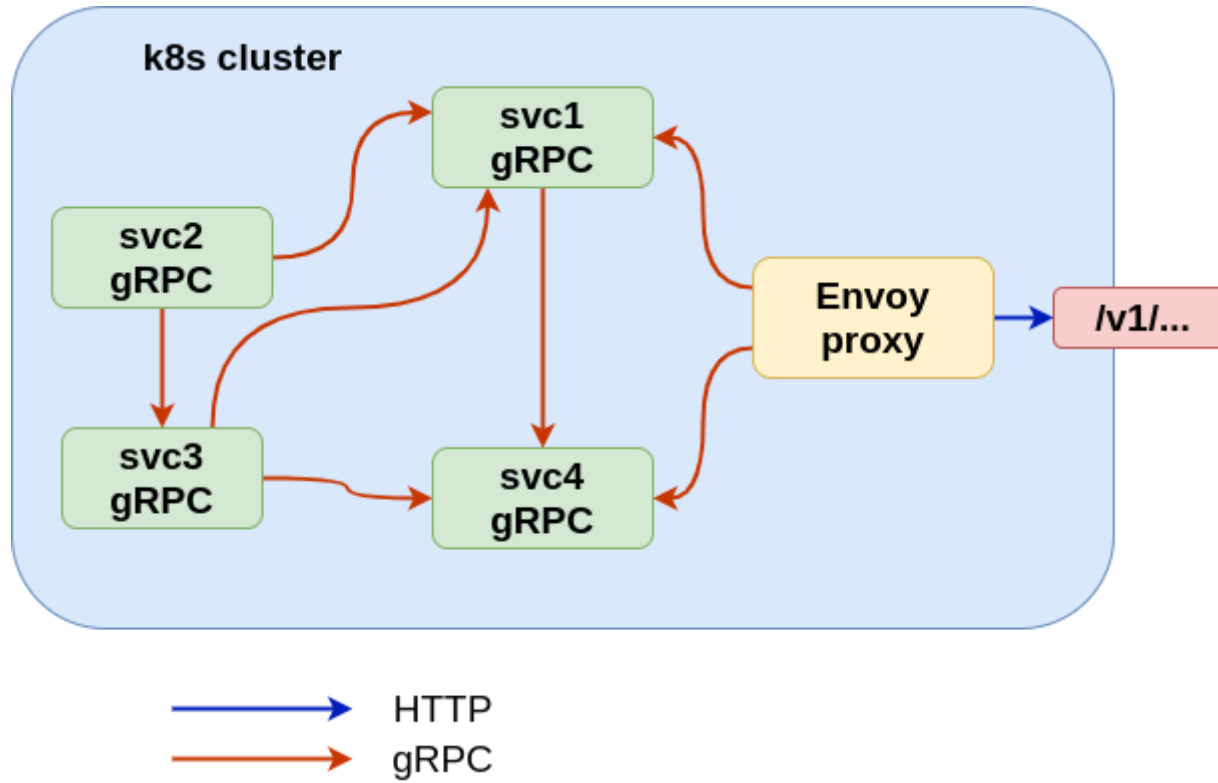 k8s cluster
svc1
gRPC
svc2
gRPC
Envoy
proxy
/v1/...
svc3
gRPC
svc4
gRPC
HTTP
gRPC